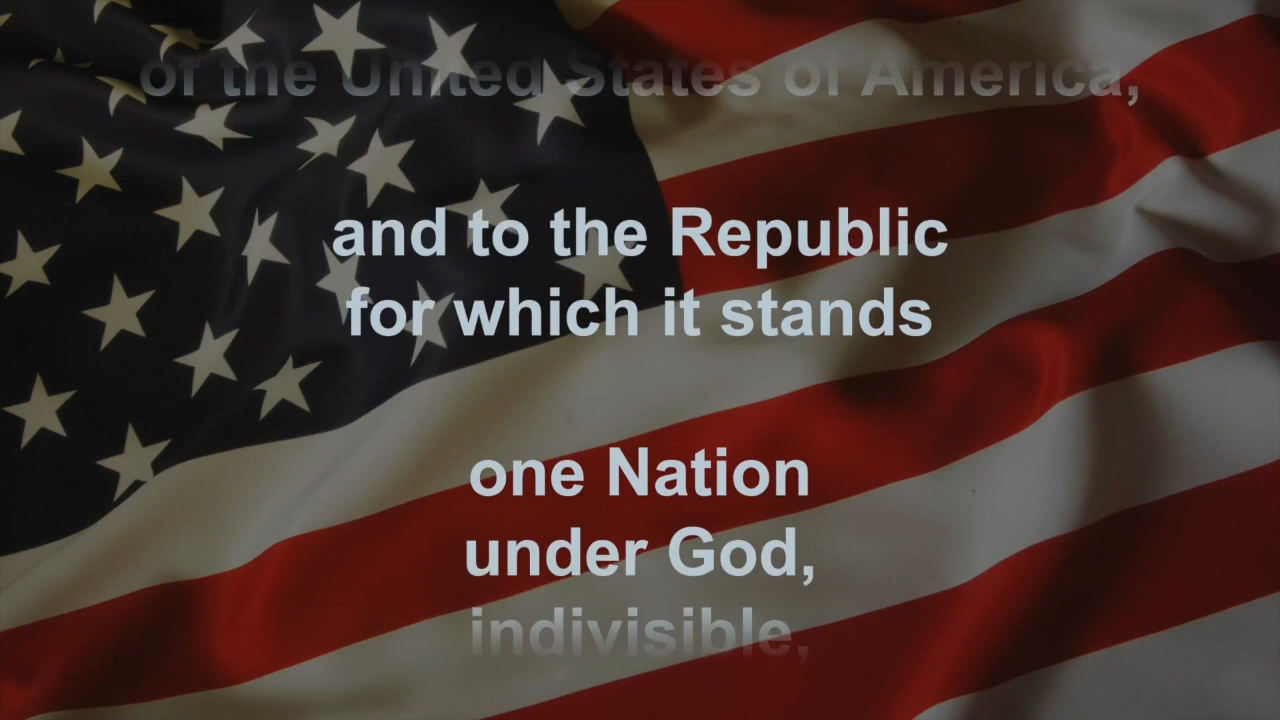 of the United States of America,
and to the Republic
for which it stands
one Nation
under God,
indivisible,